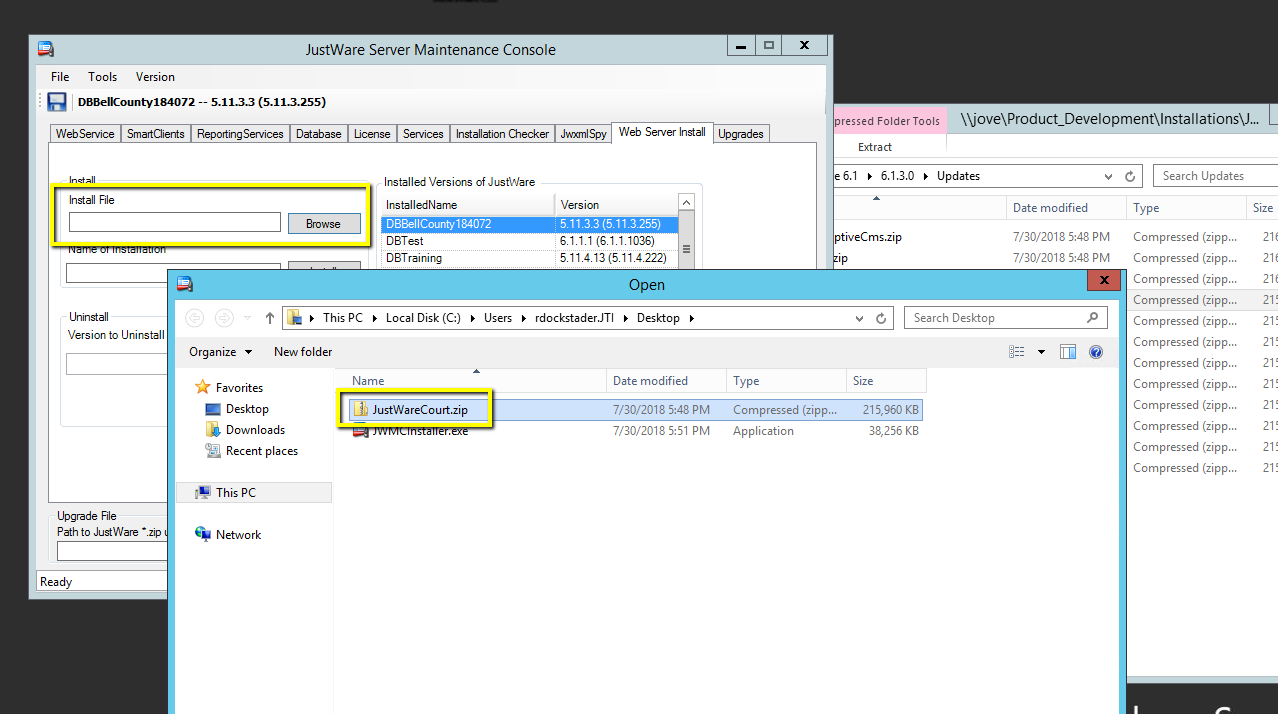 JustWare Server Maintenance Console
File Tools Version
DBBellCounty184072 -- 5.11.3.3 (5.11.3.255)
WebService SmartClients ReportingServices Database License Services Installation Checker JwxmlSpy Web Server Install Upgrades
Install
Install File
Browse
Name of Installation
Uninstall
Version to Uninstall
Upgrade File
Path to JustWare *.zip
Ready
Installed Versions of JustWare
InstalledName Version
DBBellCounty184072 5.11.3.3 (5.11.3.255)
DBTest 6.1.1.1 (6.1.1.1036)
DBTraining 5.11.4.13 (5.11.4.222)
pressed Folder Tools \\jove\Product_Development\Installations\J...
Extract
e 6.1 6.1.3.0 Updates Search Updates
Date modified Type Size
ptiveCms.zip 7/30/2018 5:48 PM Compressed (zipp... 216
zip 7/30/2018 5:48 PM Compressed (zipp... 216
Compressed (zipp... 216
Compressed (zipp... 215
Compressed (zipp... 215
Compressed (zipp... 215
Compressed (zipp... 215
Compressed (zipp... 215
Compressed (zipp... 215
Compressed (zipp... 215
Compressed (zipp... 215
Compressed (zipp... 215
Open
This PC Local Disk (C:) Users rdockstader.JTI Desktop Search Desktop
Organize New folder
Favorites
Desktop
Downloads
Recent places
This PC
Network
Name Date modified Type Size
JustWareCourt.zip 7/30/2018 5:48 PM Compressed (zipp... 215,960 KB
JWMCInstaller.exe 7/30/2018 5:51 PM Application 38,256 KB